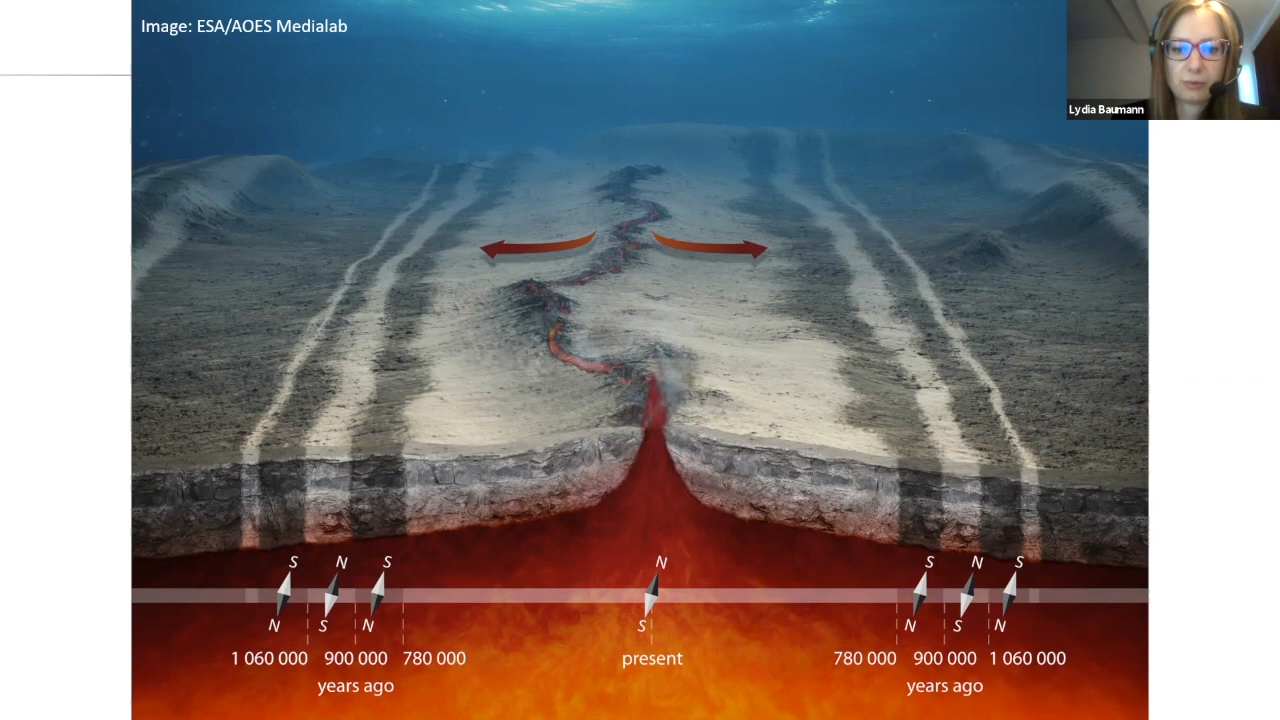 Image: ESA/AOES Medialab
Lydia Baumann
S N S N S N S
N S N S N S N
1 060 000 900 000 780 000 present 780 000 900 000 1 060 000
years ago years ago